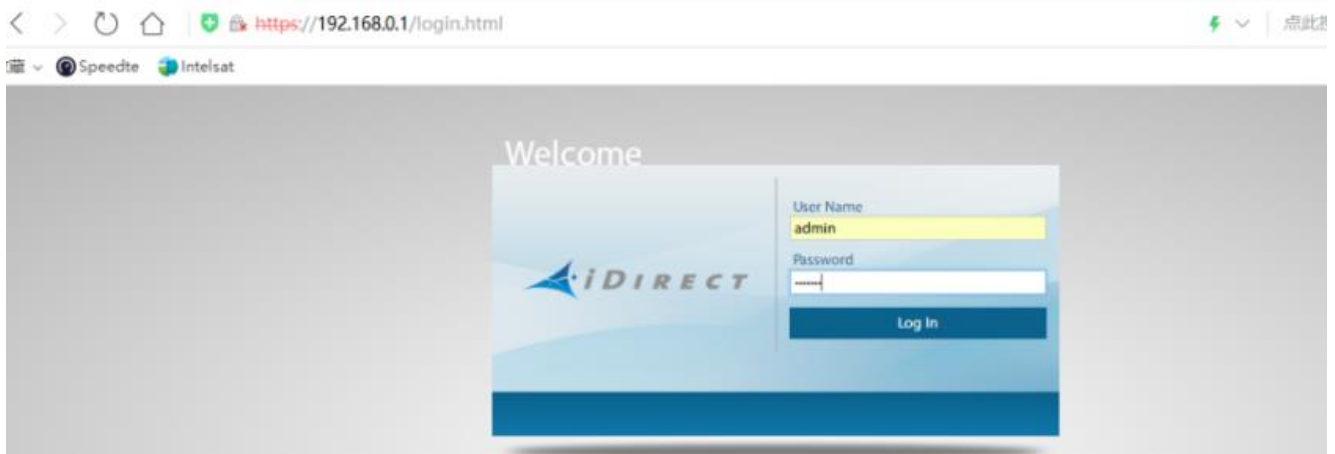 https://192.168.0.1/login.html
点此
藏 Speedte Intelsat
Welcome
User Name
admin
iDIRECT
Password
Log In